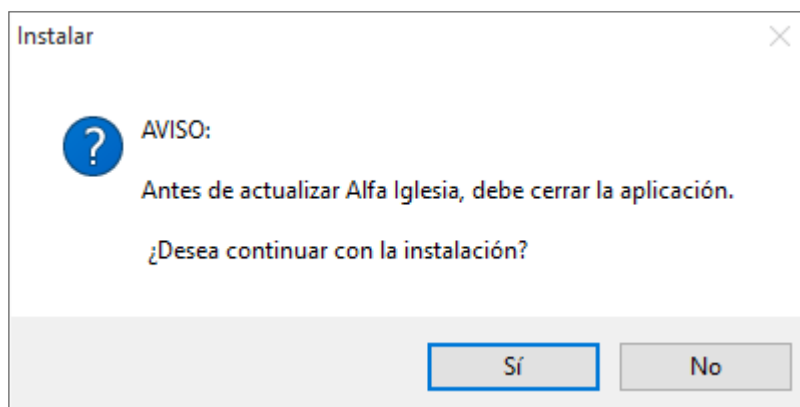 Instalar
AVISO:
Antes de actualizar Alfa Iglesia, debe cerrar la aplicación.
¿Desea continuar con la instalación?
Sí
No